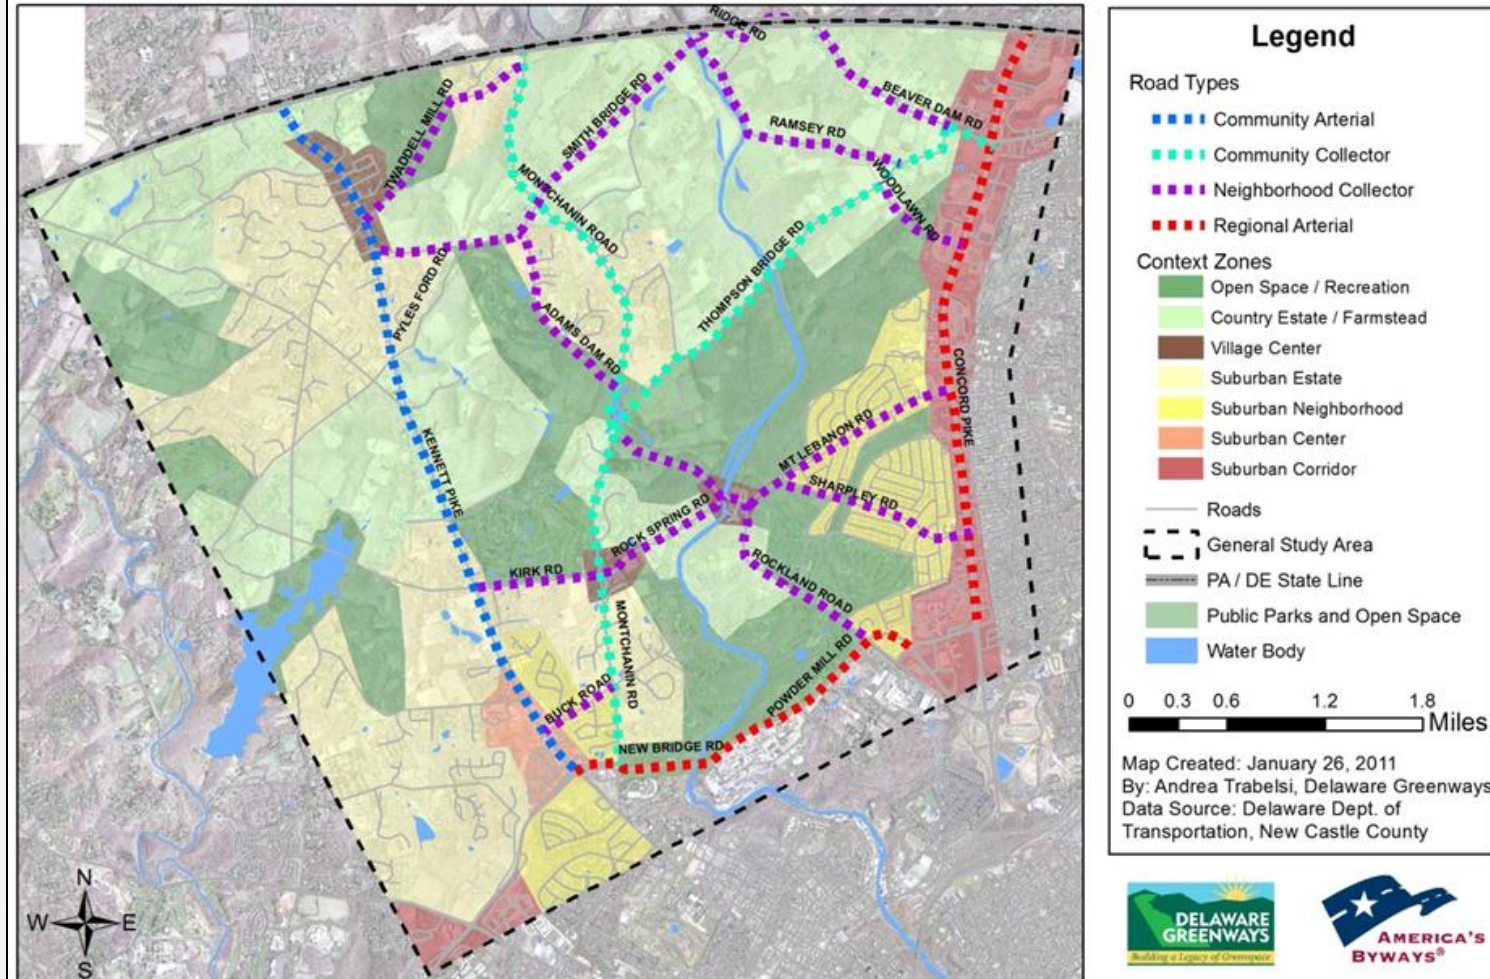 RIDGE RD
BEAVER DAM RD
TWADDELL MILL RD
SMITH BRIDGE RD
RAMSEY RD
WOODLAWN RD
MONTCHANIN ROAD
THOMPSON BRIDGE RD
PYLES FORD RD
ADAMS DAM RD
CONCORD PIKE
KENNETT PIKE
MT LEBANON RD
SHARPLEY RD
ROCK SPRING RD
KIRK RD
ROCKLAND ROAD
MONTCHANIN RD
POWDER MILL RD
BUCK ROAD
NEW BRIDGE RD
N
W E
S
Legend
Road Types
Community Arterial
Community Collector
Neighborhood Collector
Regional Arterial
Context Zones
Open Space / Recreation
Country Estate / Farmstead
Village Center
Suburban Estate
Suburban Neighborhood
Suburban Center
Suburban Corridor
Roads
General Study Area
PA / DE State Line
Public Parks and Open Space
Water Body
0 0.3 0.6 1.2 1.8
Miles
Map Created: January 26, 2011
By: Andrea Trabelsi, Delaware Greenways
Data Source: Delaware Dept. of
Transportation, New Castle County
DELAWARE
GREENWAYS
Building a Legacy of Greenspace
AMERICA'S
BYWAYS®